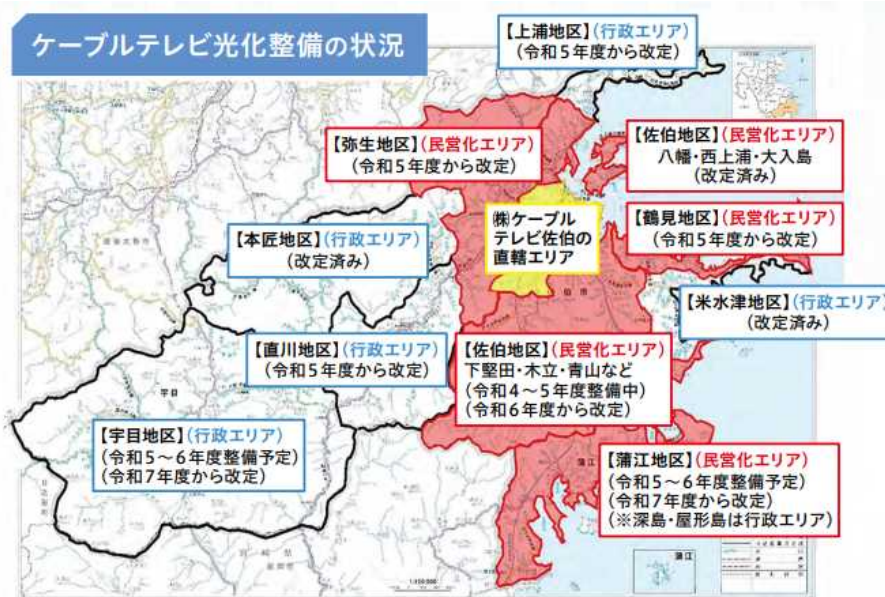 ケーブルテレビ光化整備の状況
【上浦地区】(行政エリア)
(令和5年度から改定)
【弥生地区】(民営化エリア)
(令和5年度から改定)
【佐伯地区】(民営化エリア)
八幡・西上浦・大入島
(改定済み)
㈱ケーブル
テレビ佐伯の
直轄エリア
【鶴見地区】(民営化エリア)
(令和5年度から改定)
【本匠地区】(行政エリア)
(改定済み)
【米水津地区】(行政エリア)
(改定済み)
【直川地区】(行政エリア)
(令和5年度から改定)
【佐伯地区】(民営化エリア)
下堅田・木立・青山など
(令和4〜5年度整備中)
(令和6年度から改定)
【宇目地区】(行政エリア)
(令和5〜6年度整備予定)
(令和7年度から改定)
【蒲江地区】(民営化エリア)
(令和5〜6年度整備予定)
(令和7年度から改定)
(※深島・屋形島は行政エリア)
宇目
伯市
蒲江
宮崎県
蒲江